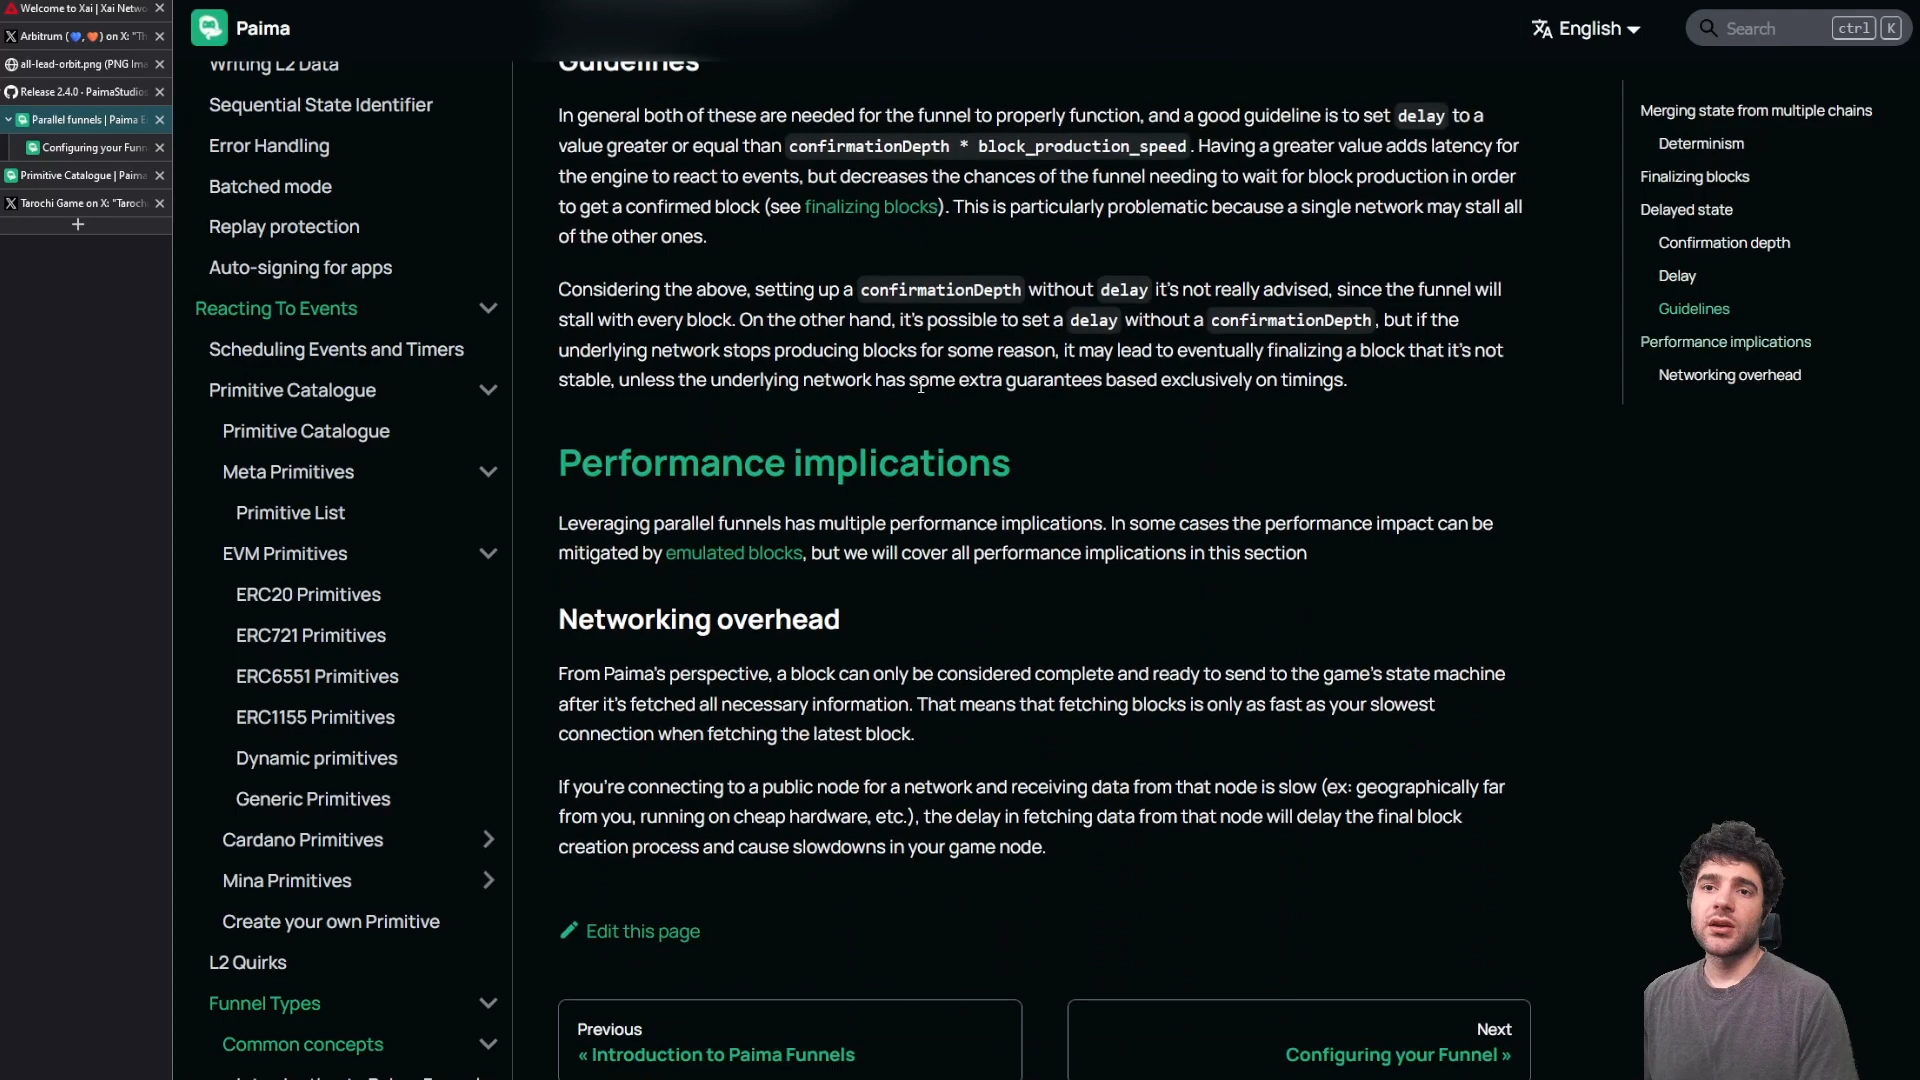 Welcome to Xai | Xai Netwo
Arbitrum (💙,🧡) on X: "Th
all-lead-orbit.png (PNG Ima
Release 2.4.0 · PaimaStudios
Parallel funnels | Paima E
Configuring your Funn
Primitive Catalogue | Paima
Tarochi Game on X: "Taroch
Paima
English
Search
ctrl
K
Writing L2 Data
Sequential State Identifier
Error Handling
Batched mode
Replay protection
Auto-signing for apps
Reacting To Events
Scheduling Events and Timers
Primitive Catalogue
Primitive Catalogue
Meta Primitives
Primitive List
EVM Primitives
ERC20 Primitives
ERC721 Primitives
ERC6551 Primitives
ERC1155 Primitives
Dynamic primitives
Generic Primitives
Cardano Primitives
Mina Primitives
Create your own Primitive
L2 Quirks
Funnel Types
Common concepts
Guidelines
In general both of these are needed for the funnel to properly function, and a good guideline is to set delay to a
value greater or equal than confirmationDepth * block_production_speed. Having a greater value adds latency for
the engine to react to events, but decreases the chances of the funnel needing to wait for block production in order
to get a confirmed block (see finalizing blocks). This is particularly problematic because a single network may stall all
of the other ones.
Considering the above, setting up a confirmationDepth without delay it's not really advised, since the funnel will
stall with every block. On the other hand, it's possible to set a delay without a confirmationDepth, but if the
underlying network stops producing blocks for some reason, it may lead to eventually finalizing a block that it's not
stable, unless the underlying network has some extra guarantees based exclusively on timings.
Performance implications
Leveraging parallel funnels has multiple performance implications. In some cases the performance impact can be
mitigated by emulated blocks, but we will cover all performance implications in this section
Networking overhead
From Paima's perspective, a block can only be considered complete and ready to send to the game's state machine
after it's fetched all necessary information. That means that fetching blocks is only as fast as your slowest
connection when fetching the latest block.
If you're connecting to a public node for a network and receiving data from that node is slow (ex: geographically far
from you, running on cheap hardware, etc.), the delay in fetching data from that node will delay the final block
creation process and cause slowdowns in your game node.
Edit this page
Previous
« Introduction to Paima Funnels
Next
Configuring your Funnel »
Merging state from multiple chains
Determinism
Finalizing blocks
Delayed state
Confirmation depth
Delay
Guidelines
Performance implications
Networking overhead